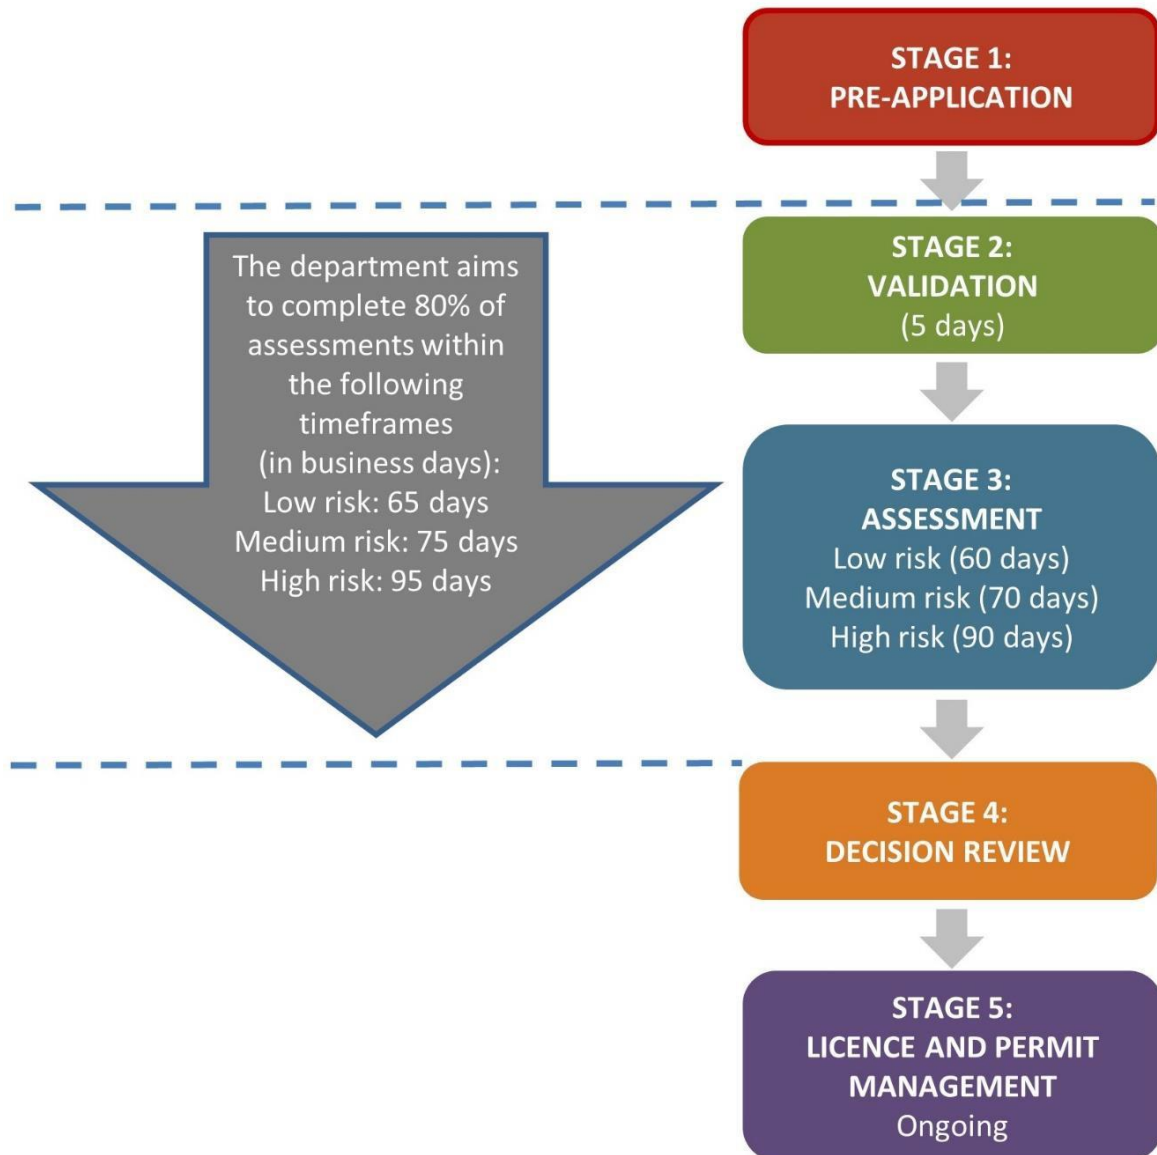 STAGE 1:
PRE-APPLICATION
The department aims
to complete 80% of
assessments within
the following
timeframes
(in business days):
Low risk: 65 days
Medium risk: 75 days
High risk: 95 days
STAGE 2:
VALIDATION
(5 days)
STAGE 3:
ASSESSMENT
Low risk (60 days)
Medium risk (70 days)
High risk (90 days)
STAGE 4:
DECISION REVIEW
STAGE 5:
LICENCE AND PERMIT
MANAGEMENT
Ongoing